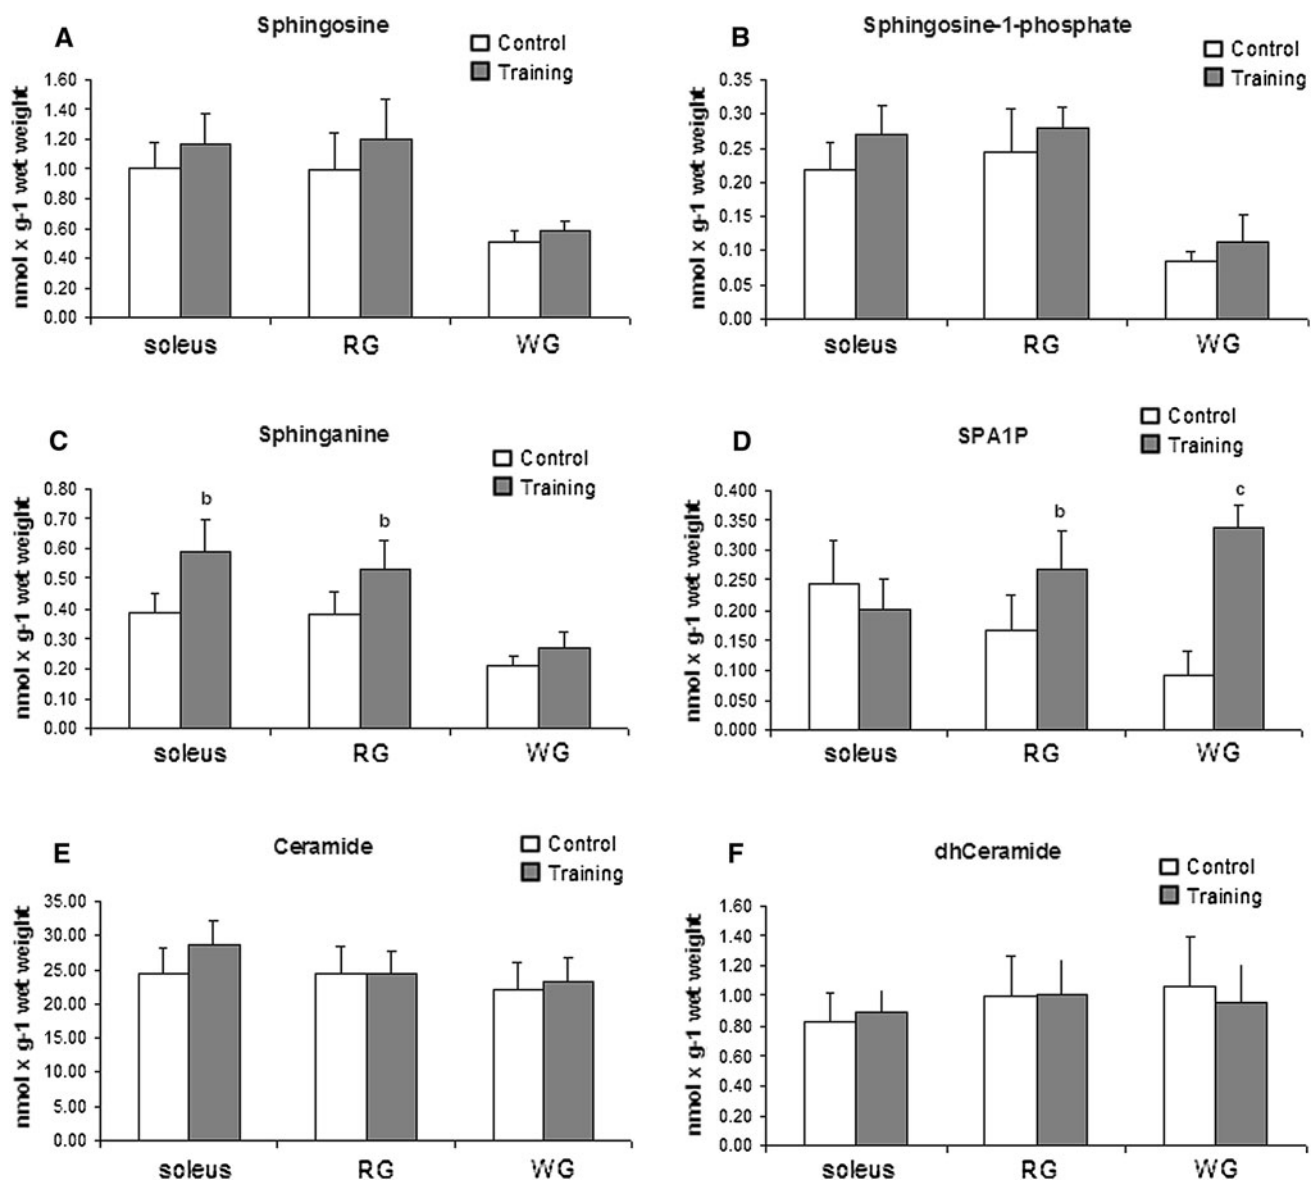 A
Sphingosine
Control
Training
nmol x g-1 wet weight
1.60
1.40
1.20
1.00
0.80
0.60
0.40
0.20
0.00
soleus RG WG
B
Sphingosine-1-phosphate
Control
Training
nmol x g-1 wet weight
0.35
0.30
0.25
0.20
0.15
0.10
0.05
0.00
soleus RG WG
C
Sphinganine
Control
Training
nmol x g-1 wet weight
0.80
0.70
0.60
0.50
0.40
0.30
0.20
0.10
0.00
b b
soleus RG WG
D
SPA1P
Control
Training
nmol x g-1 wet weight
0.400
0.350
0.300
0.250
0.200
0.150
0.100
0.050
0.000
b c
soleus RG WG
E
Ceramide
Control
Training
nmol x g-1 wet weight
35.00
30.00
25.00
20.00
15.00
10.00
5.00
0.00
soleus RG WG
F
dhCeramide
Control
Training
nmol x g-1 wet weight
1.60
1.40
1.20
1.00
0.80
0.60
0.40
0.20
0.00
soleus RG WG